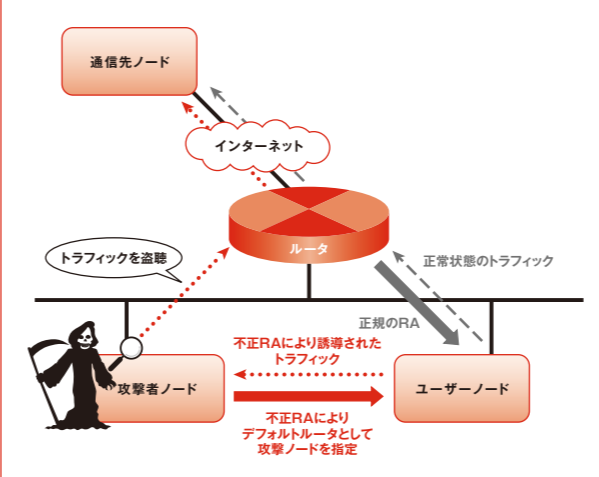 通信先ノード
インターネット
ルータ
トラフィックを盗聴
正常状態のトラフィック
正規のRA
不正RAにより誘導された
トラフィック
攻撃者ノード
ユーザーノード
不正RAにより
デフォルトルータとして
攻撃ノードを指定